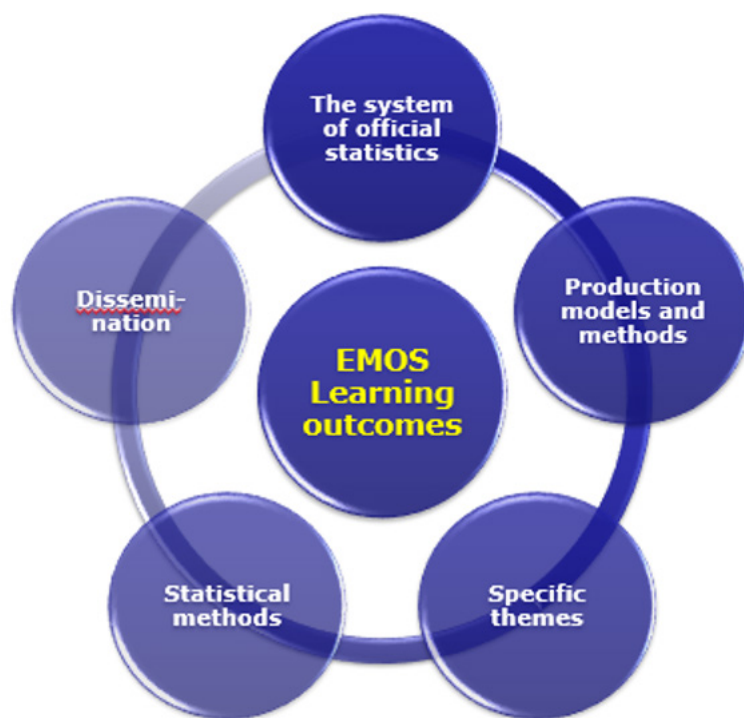 The system
of official
statistics
Production
models and
methods
Specific
themes
Statistical
methods
Dissemi-
nation
EMOS
Learning
outcomes